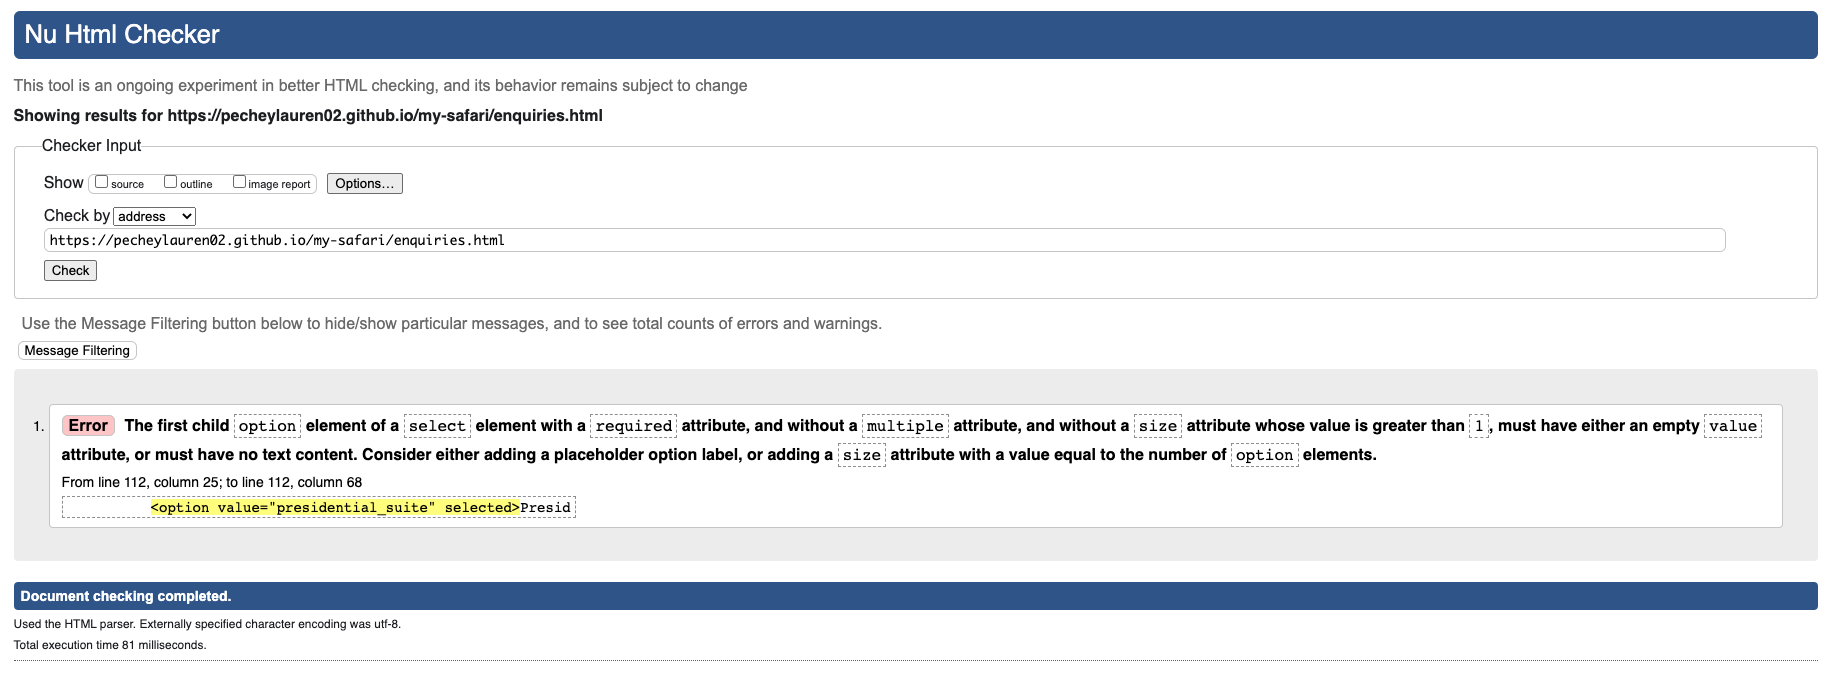 Nu Html Checker
This tool is an ongoing experiment in better HTML checking, and its behavior remains subject to change
Showing results for https://pecheylauren02.github.io/my-safari/enquiries.html
Checker Input
Show source outline image report Options...
Check by address
https://pecheylauren02.github.io/my-safari/enquiries.html
Check
Use the Message Filtering button below to hide/show particular messages, and to see total counts of errors and warnings.
Message Filtering
1. Error The first child option element of a select element with a required attribute, and without a multiple attribute, and without a size attribute whose value is greater than 1, must have either an empty value
attribute, or must have no text content. Consider either adding a placeholder option label, or adding a size attribute with a value equal to the number of option elements.
From line 112, column 25; to line 112, column 68
<option value="presidential_suite" selected>Presid
Document checking completed.
Used the HTML parser. Externally specified character encoding was utf-8.
Total execution time 81 milliseconds.